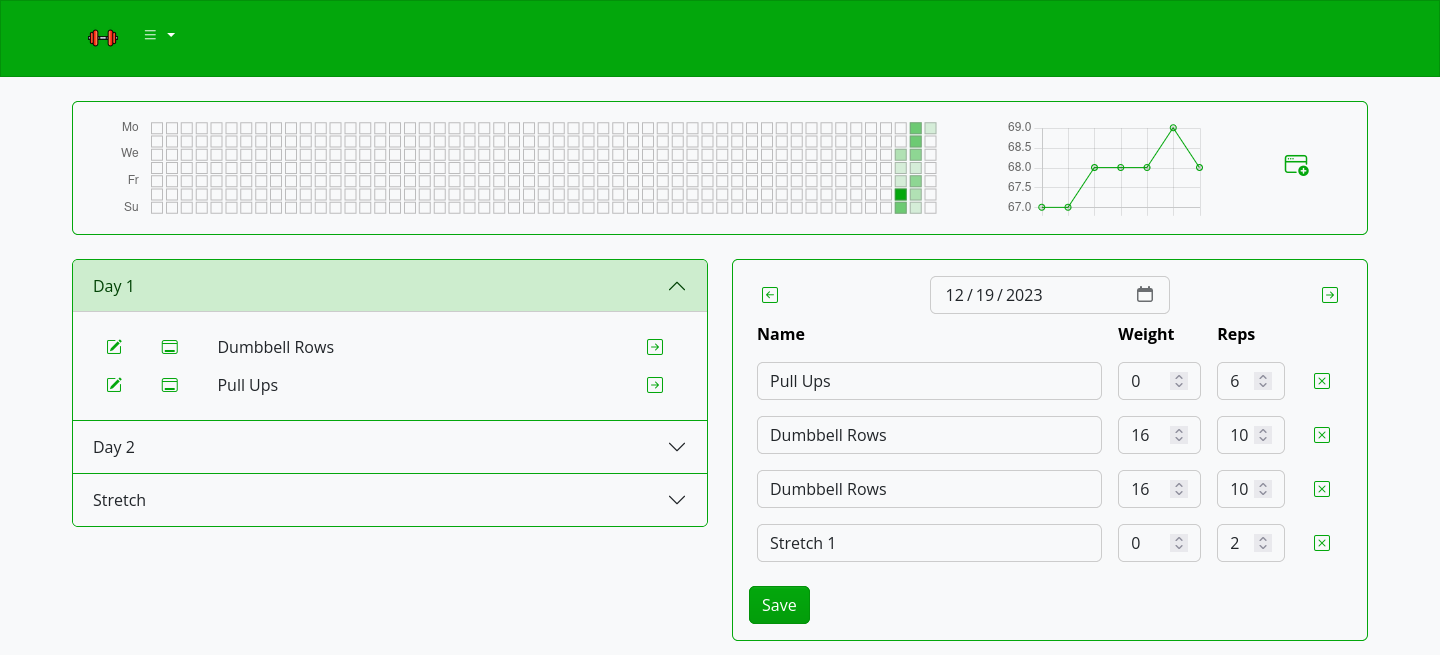 Mo
We
Fr
Su
69.0
68.5
68.0
67.5
67.0
Day 1
Dumbbell Rows
Pull Ups
Day 2
Stretch
12/19/2023
Name Weight Reps
Pull Ups 0 6
Dumbbell Rows 16 10
Dumbbell Rows 16 10
Stretch 1 0 2
Save